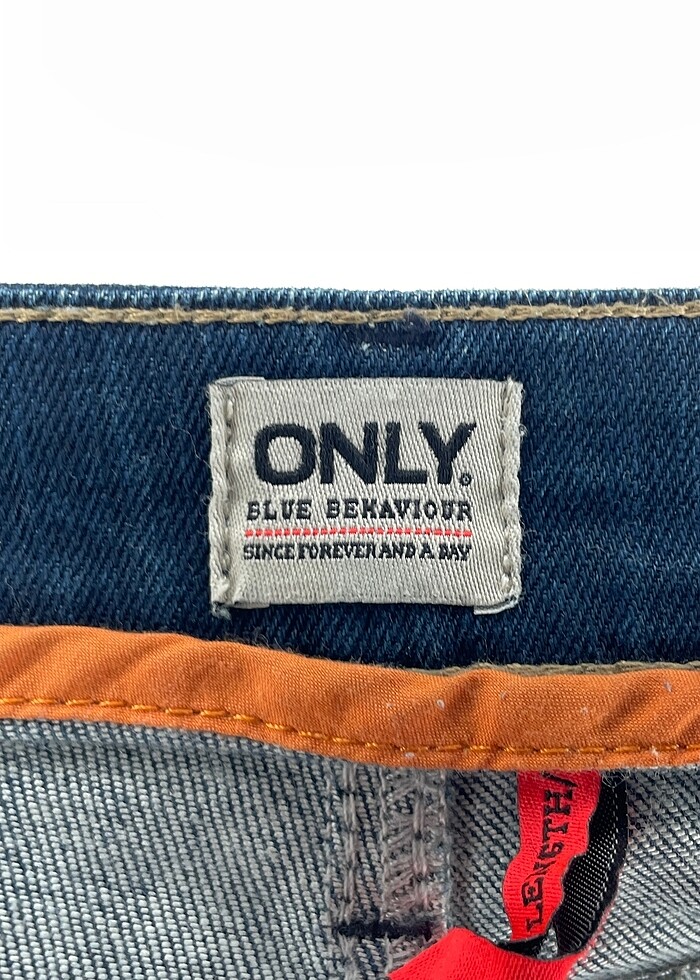 ONLY®
BLUE BEHAVIOUR
SINCE FOREVER AND A DAY
LENGTH/